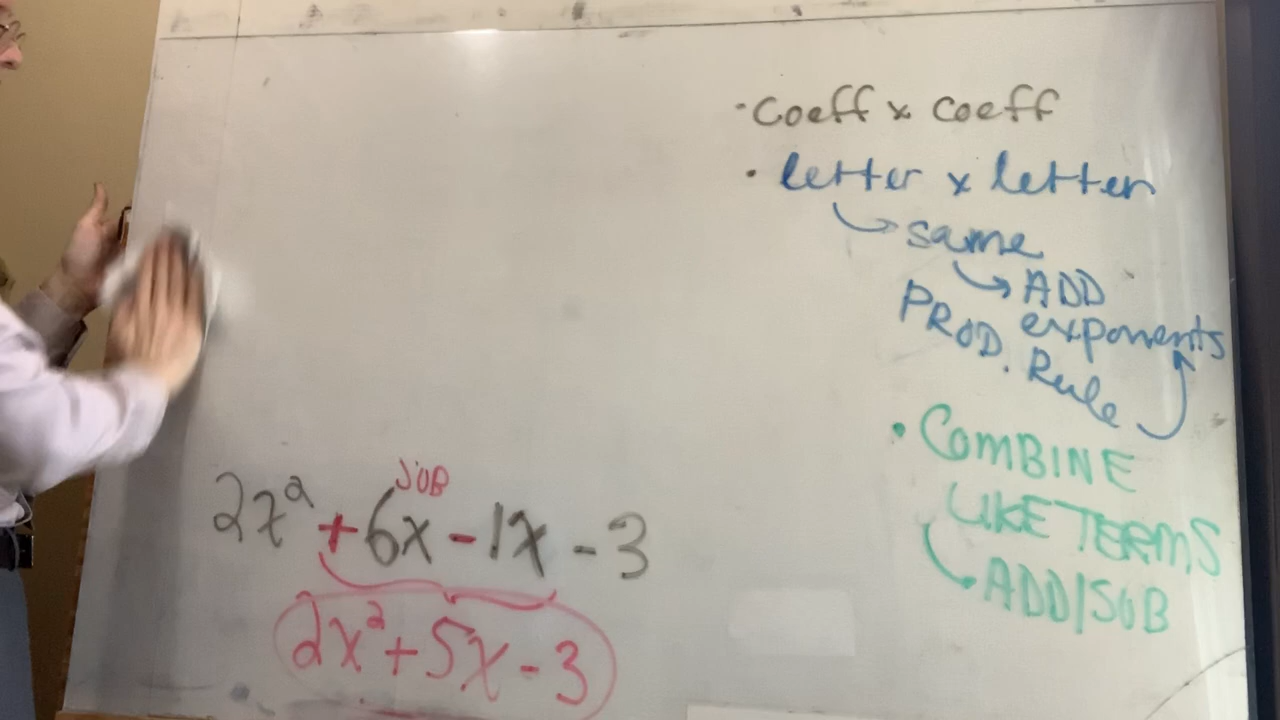 · Coeff x coeff
· letter x letter
same
ADD
exponents
PROD. Rule
· COMBINE
LIKE TERMS
ADD/SUB
SUB
2x² + 6x - 1x - 3
2x² + 5x - 3